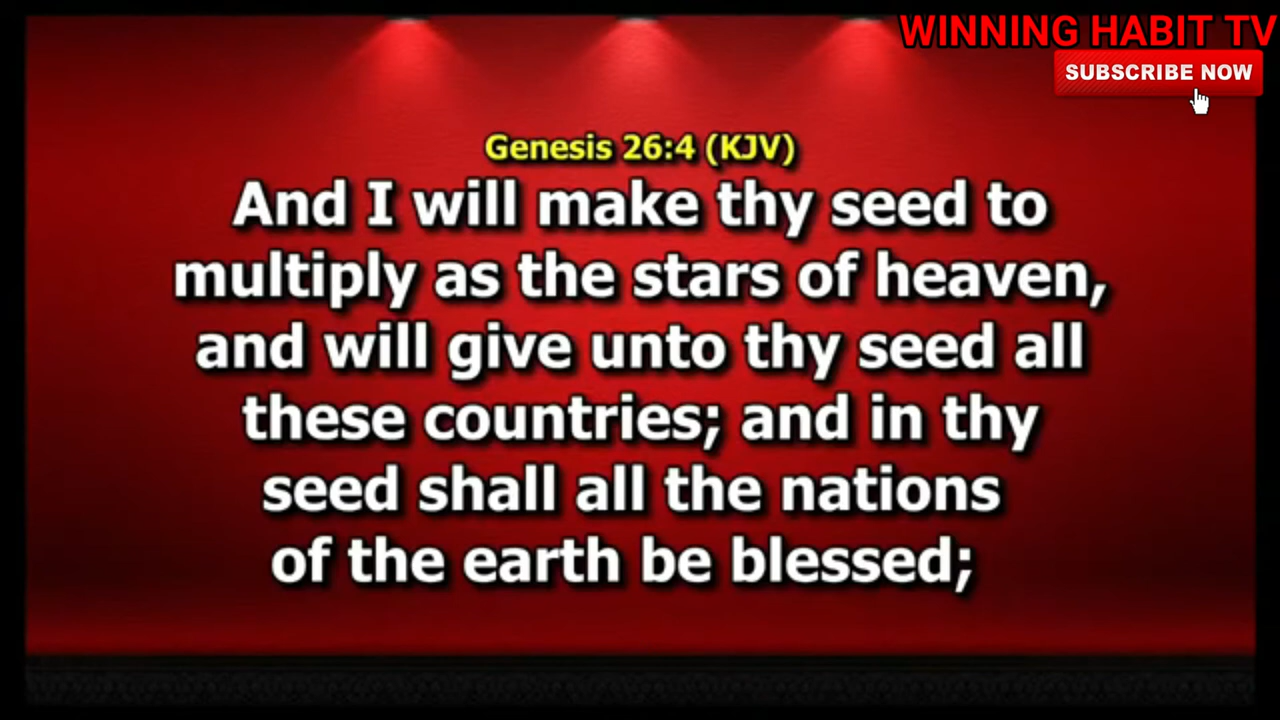 WINNING HABIT TV
SUBSCRIBE NOW
Genesis 26:4 (KJV)
And I will make thy seed to
multiply as the stars of heaven,
and will give unto thy seed all
these countries; and in thy
seed shall all the nations
of the earth be blessed;